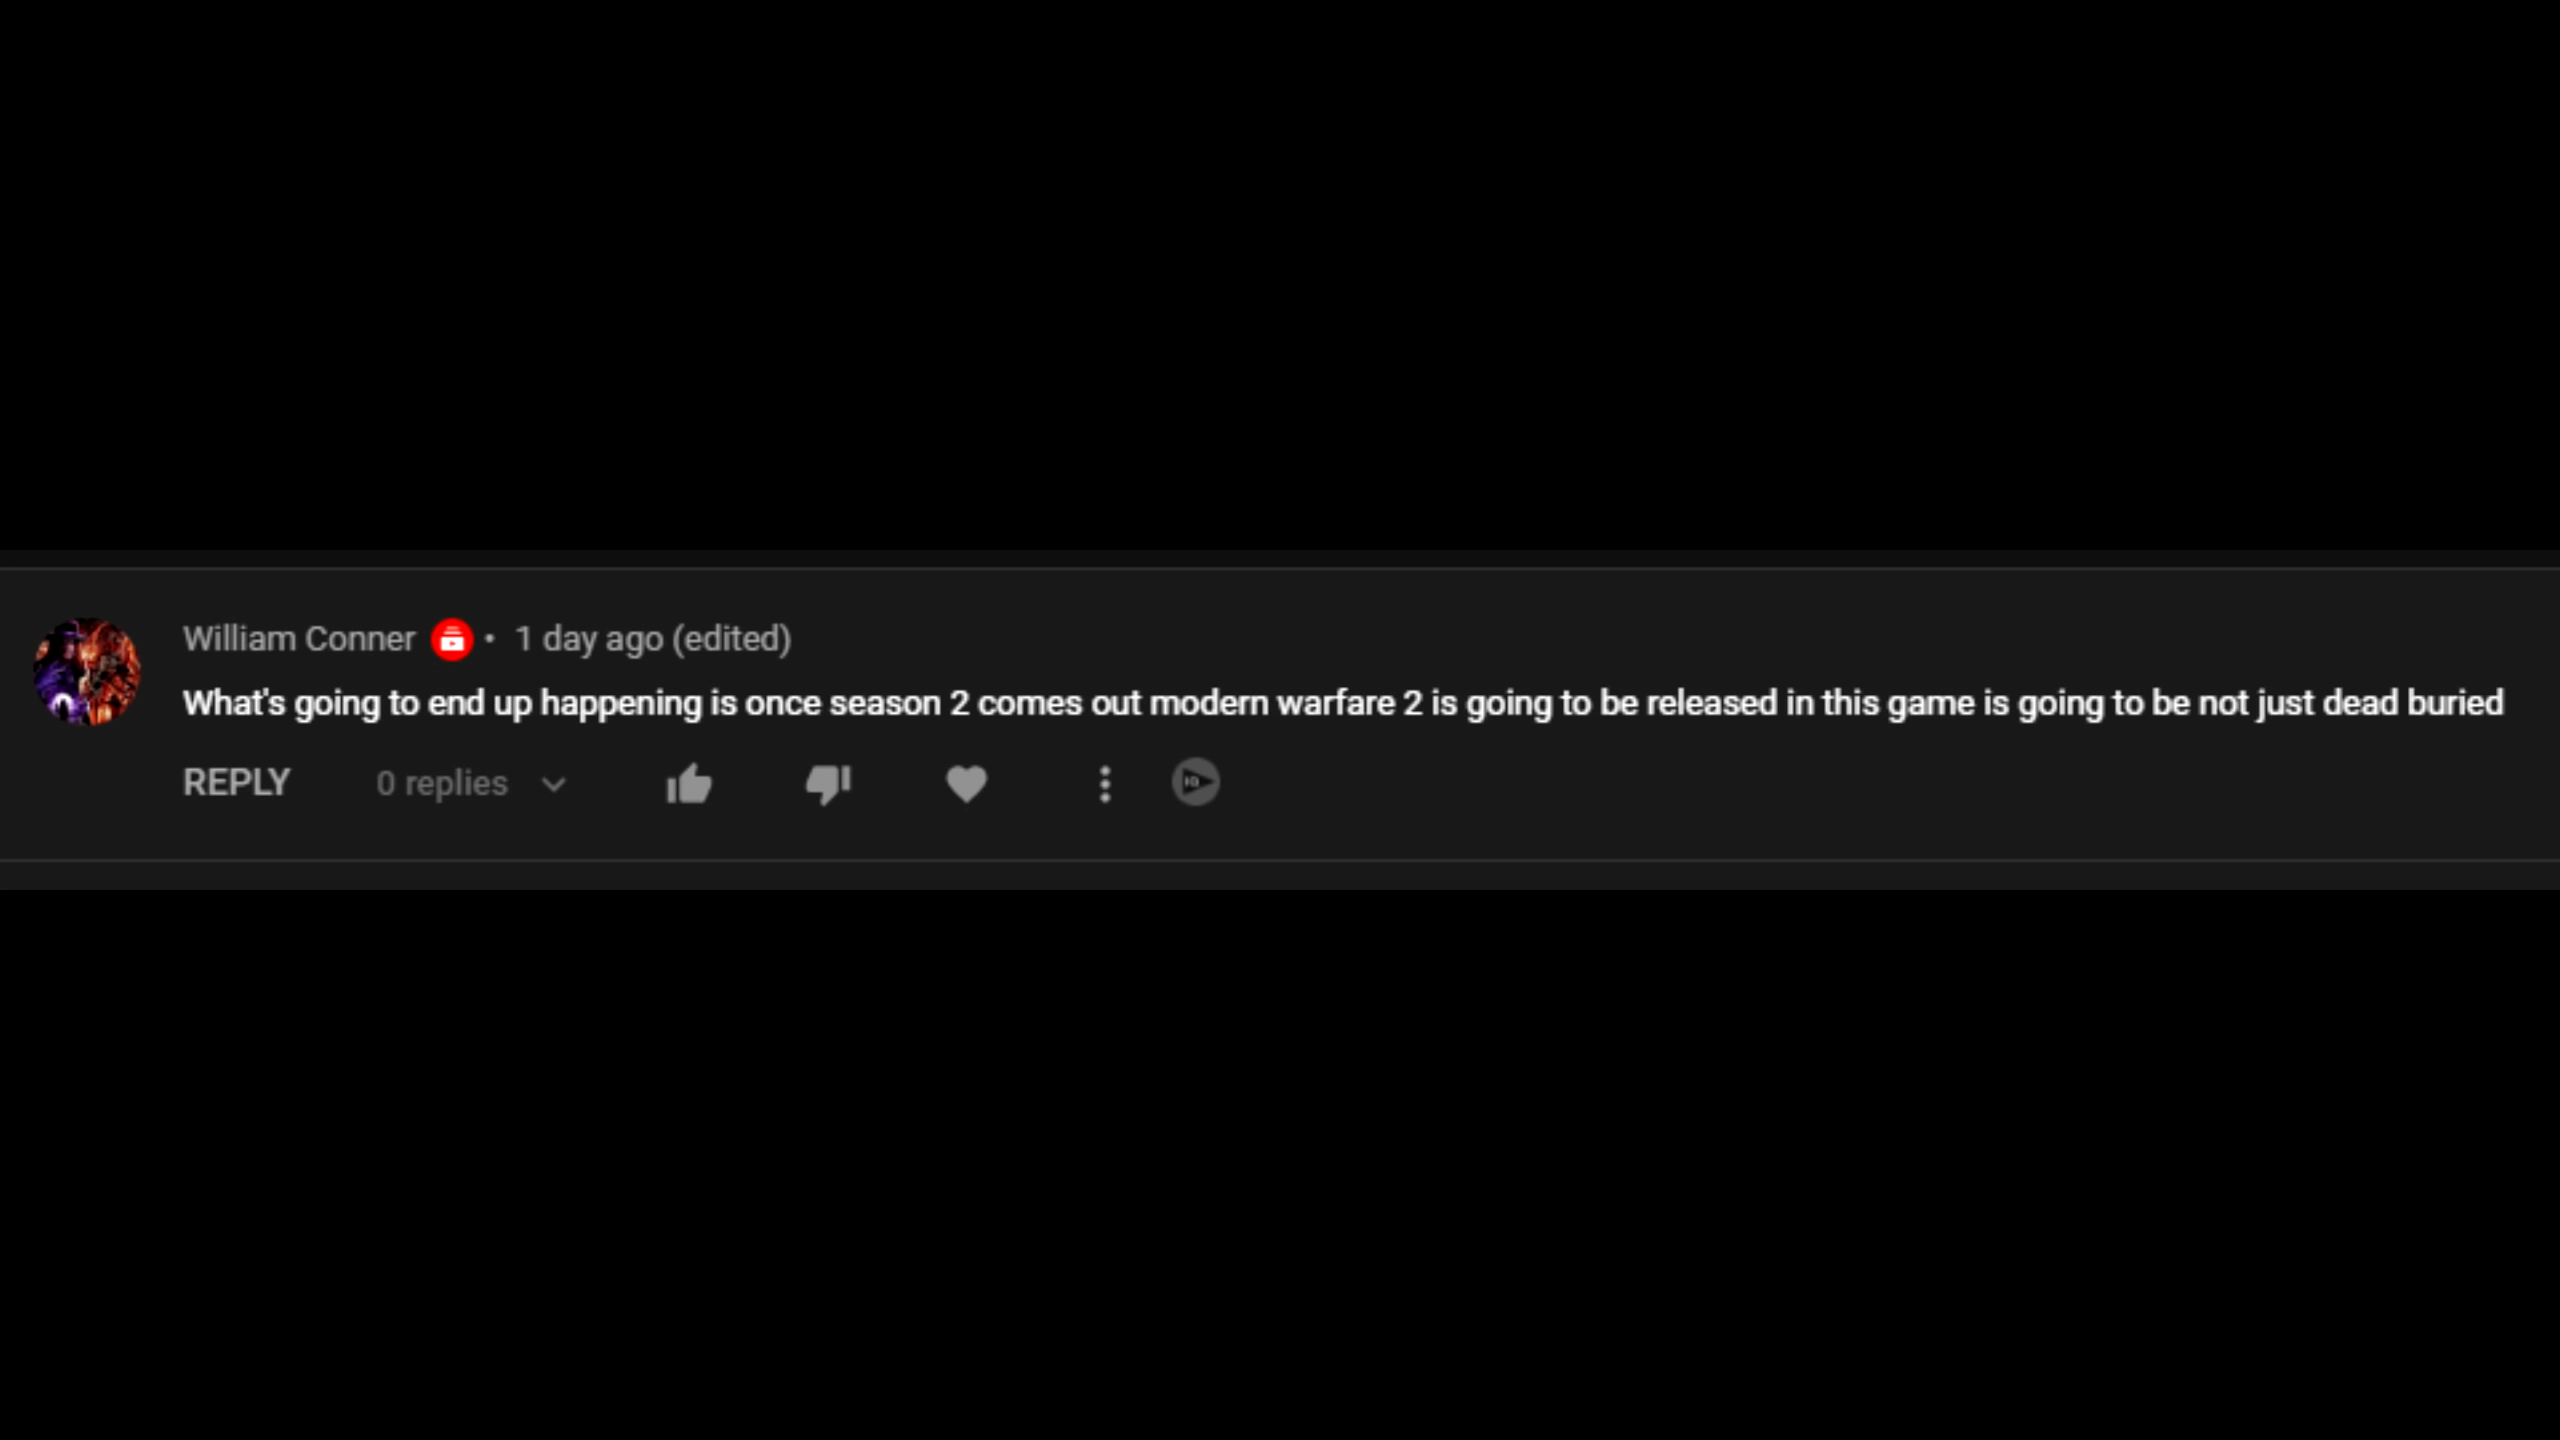 William Conner • 1 day ago (edited)
What's going to end up happening is once season 2 comes out modern warfare 2 is going to be released in this game is going to be not just dead buried
REPLY 0 replies